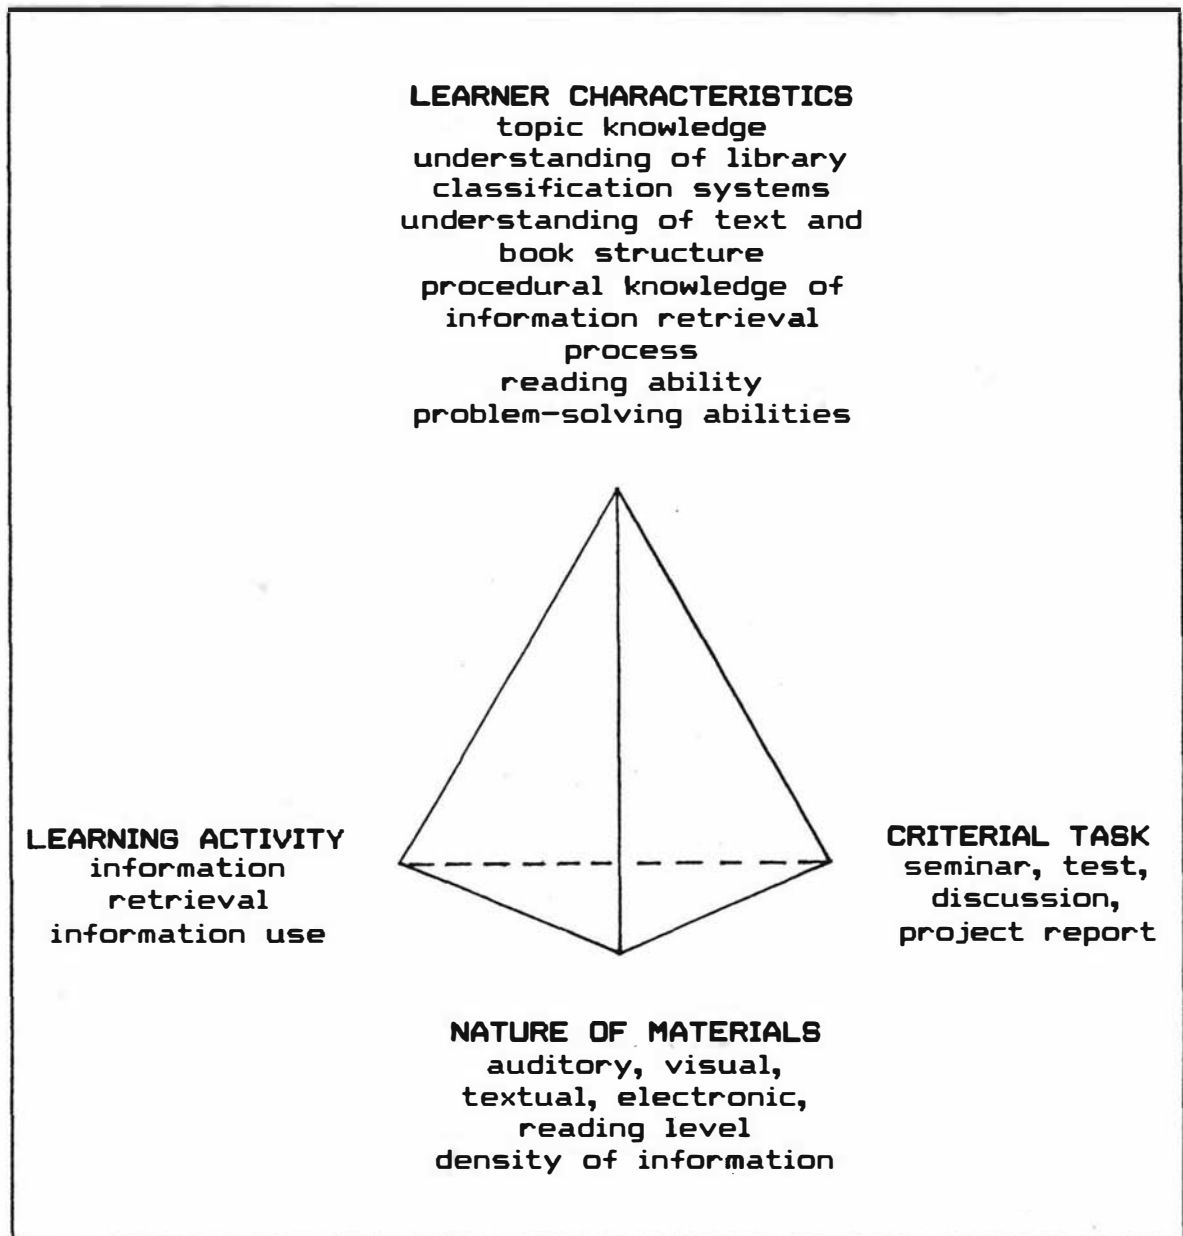 LEARNER CHARACTERISTICS
topic knowledge
understanding of library
classification systems
understanding of text and
book structure
procedural knowledge of
information retrieval
process
reading ability
problem-solving abilities
LEARNING ACTIVITY
information
retrieval
information use
CRITERIAL TASK
seminar, test,
discussion,
project report
NATURE OF MATERIALS
auditory, visual,
textual, electronic,
reading level
density of information